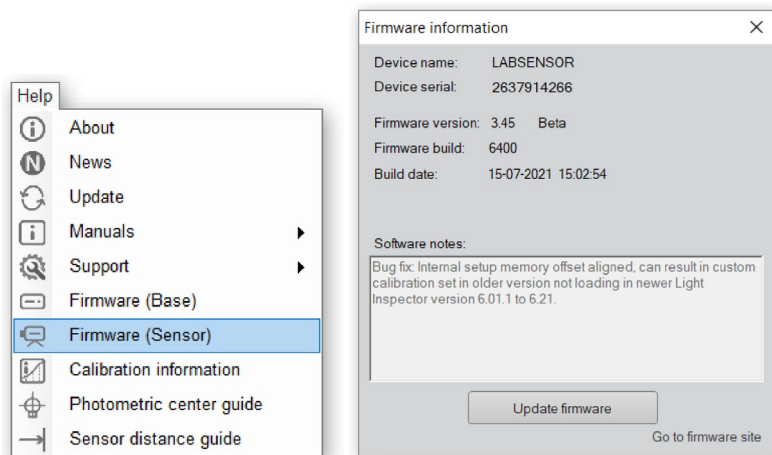 Help
About
News
Update
Manuals
Support
Firmware (Base)
Firmware (Sensor)
Calibration information
Photometric center guide
Sensor distance guide
Firmware information
Device name: LABSENSOR
Device serial: 2637914266
Firmware version: 3.45 Beta
Firmware build: 6400
Build date: 15-07-2021 15:02:54
Software notes:
Bug fix: Internal setup memory offset aligned, can result in custom
calibration set in older version not loading in newer Light
Inspector version 6.01.1 to 6.21.
Update firmware
Go to firmware site